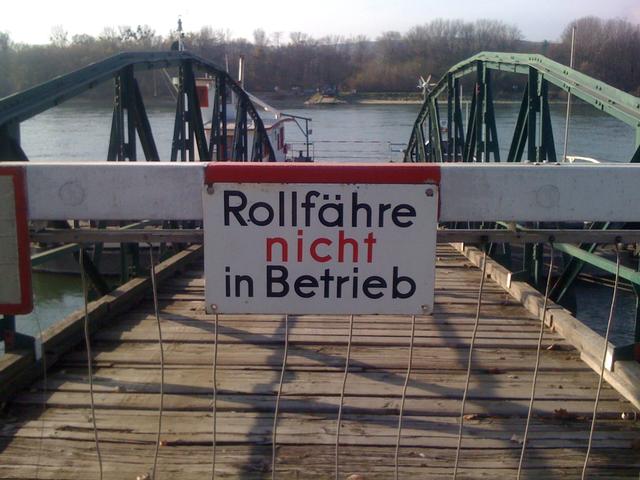 Rollfähre
nicht
in Betrieb